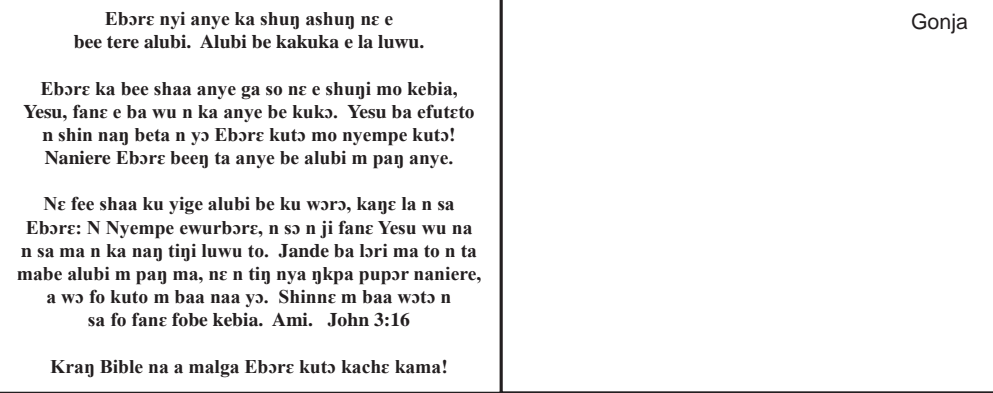 Ebɔrɛ nyi anye ka shuŋ ashuŋ nɛ e
bee tere alubi. Alubi be kakuka e la luwu.
Ebɔrɛ ka bee shaa anye ga so nɛ e shuŋi mo kebia,
Yesu, fanɛ e ba wu n ka anye be kukɔ. Yesu ba efutɛto
n shin naŋ beta n yɔ Ebɔrɛ kutɔ mo nyempe kutɔ!
Naniere Ebɔrɛ beeŋ ta anye be alubi m paŋ anye.
Nɛ fee shaa ku yige alubi be ku wɔrɔ, kaŋɛ la n sa
Ebɔrɛ: N Nyempe ewurbɔrɛ, n sɔ n ji fanɛ Yesu wu na
n sa ma n ka naŋ tiŋi luwu to. Jande ba lɔri ma to n ta
mabe alubi m paŋ ma, nɛ n tiŋ nya ŋkpa pupɔr naniere,
a wɔ fo kuto m baa naa yɔ. Shinnɛ m baa wɔtɔ n
sa fo fanɛ fobe kebia. Ami. John 3:16
Kraŋ Bible na a malga Ebɔrɛ kutɔ kachɛ kama!
Gonja